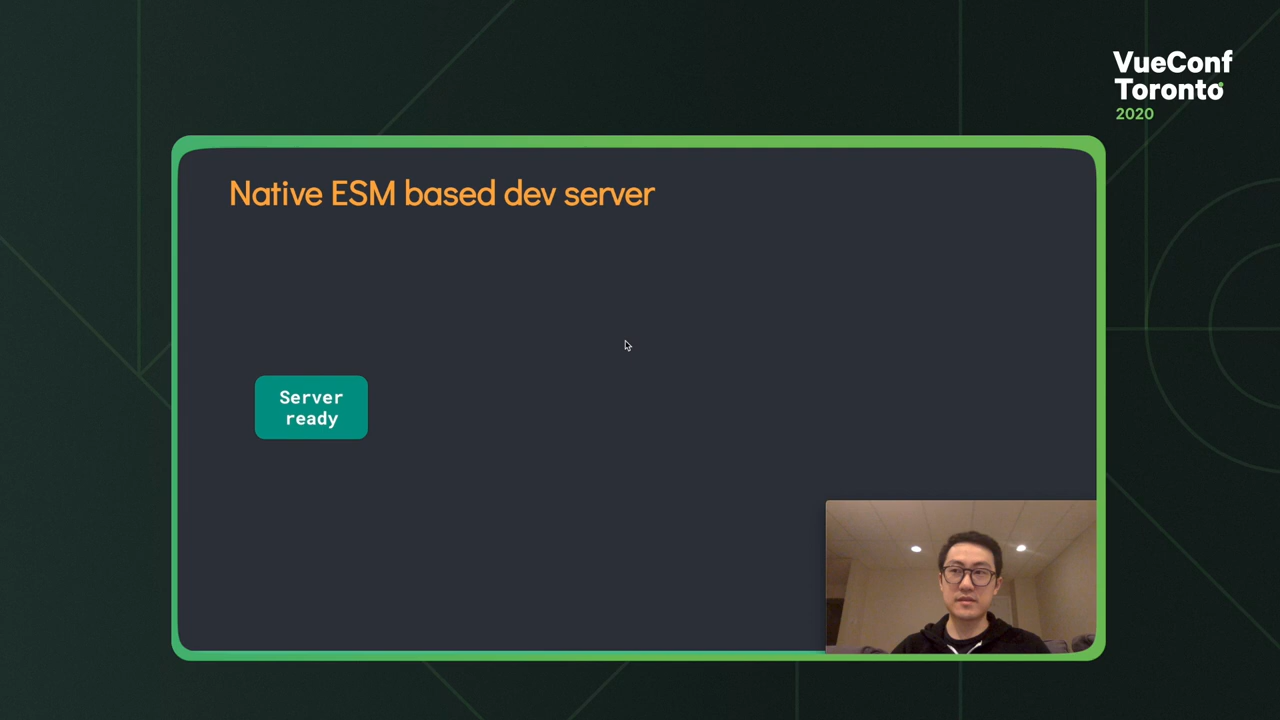 VueConf
Toronto
2020
Native ESM based dev server
Server
ready